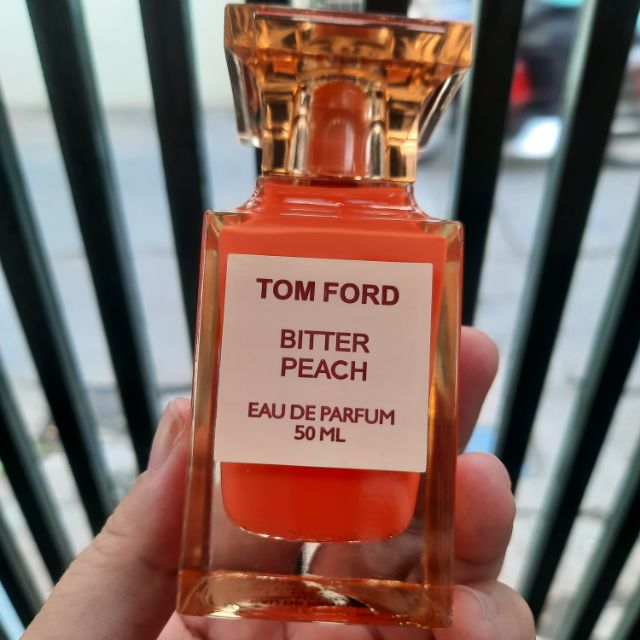 TOM FORD
BITTER
PEACH
EAU DE PARFUM
50 ML